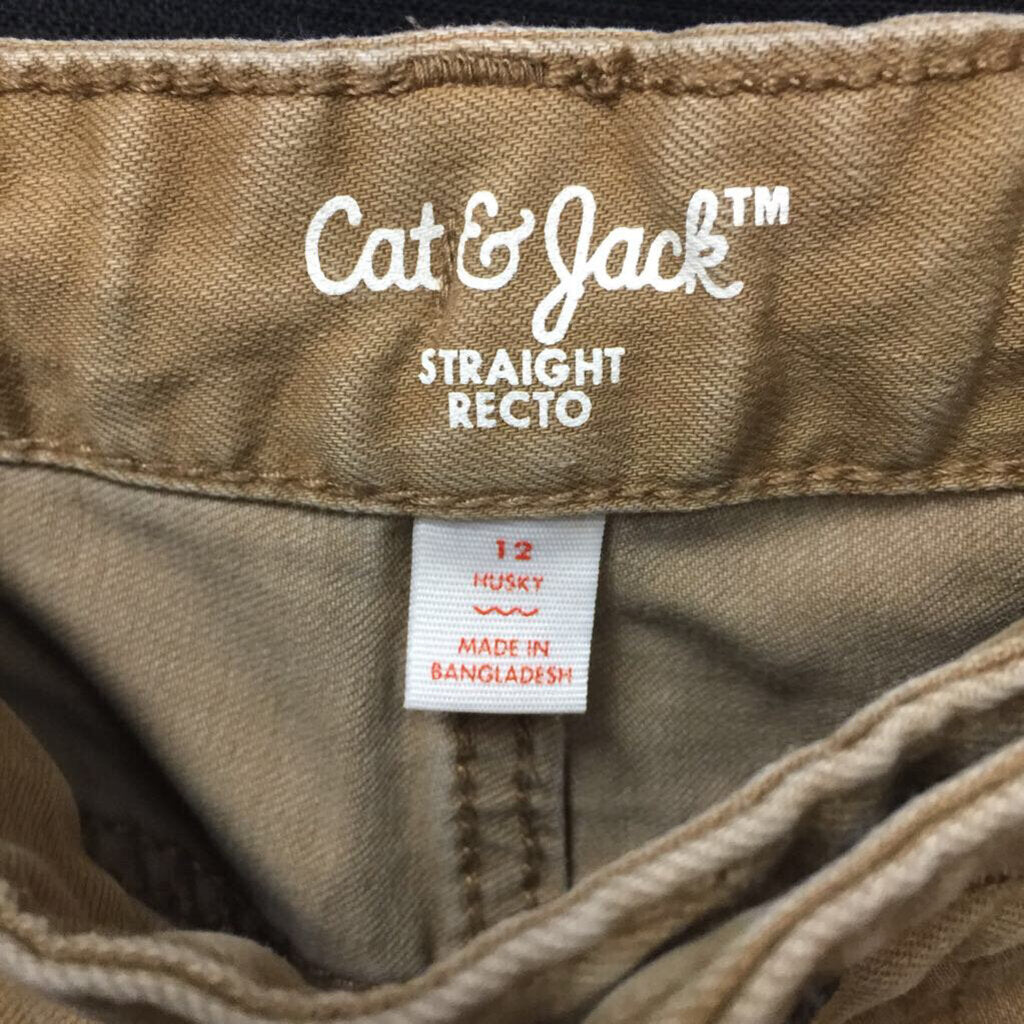 Cat & Jack™
STRAIGHT
RECTO
12
HUSKY
MADE IN
BANGLADESH